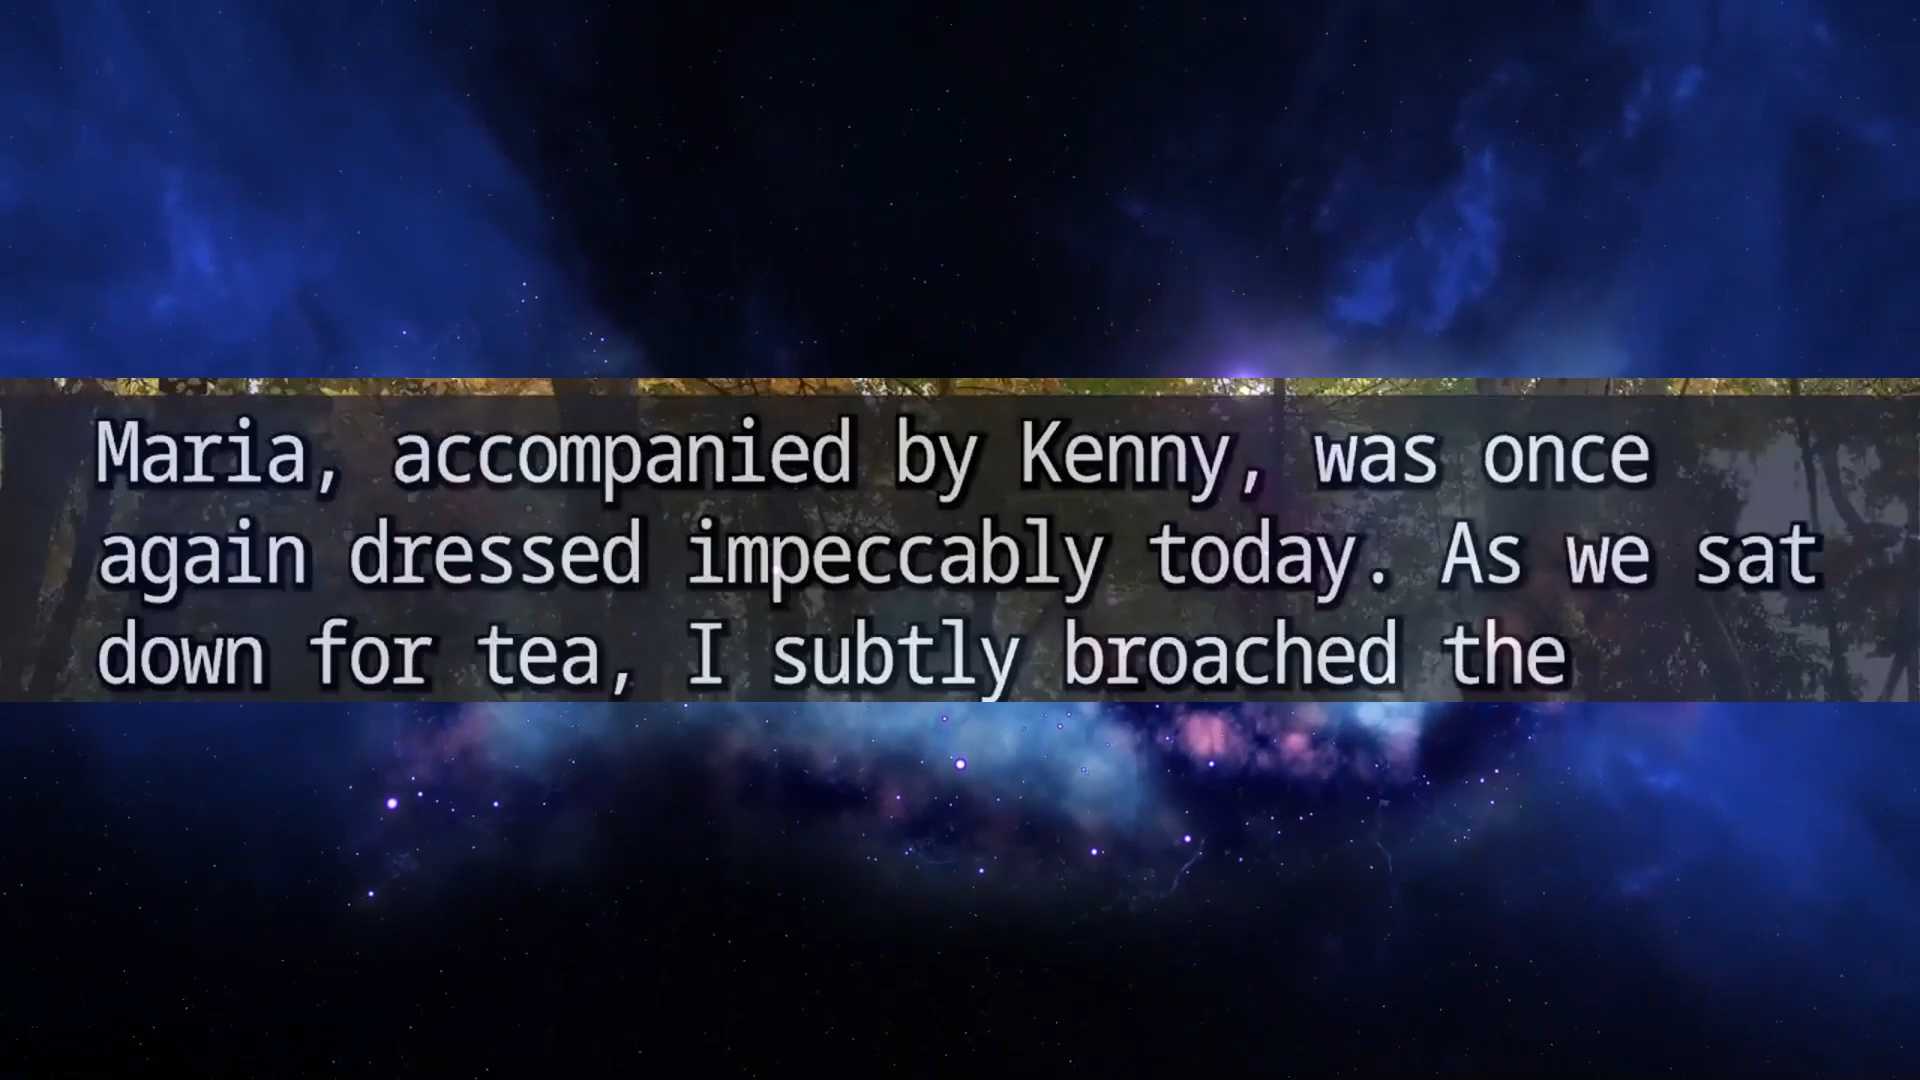 Maria, accompanied by Kenny, was once
again dressed impeccably today. As we sat
down for tea, I subtly broached the